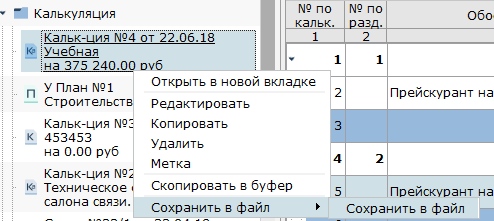 Калькуляция
Кальк-ция №4 от 22.06.18
Учебная
на 375 240.00 руб
У План №1
Строительств
Кальк-ция №3
453453
на 0.00 руб
Кальк-ция №2
Техническое
салона связи.
Открыть в новой вкладке
Редактировать
Копировать
Удалить
Метка
Скопировать в буфер
Сохранить в файл
Сохранить в файл
№ по кальк.
№ по разд.
Обо
1
2
1
1
2
Прейскурант на
3
4
2
5
Прейскурант на